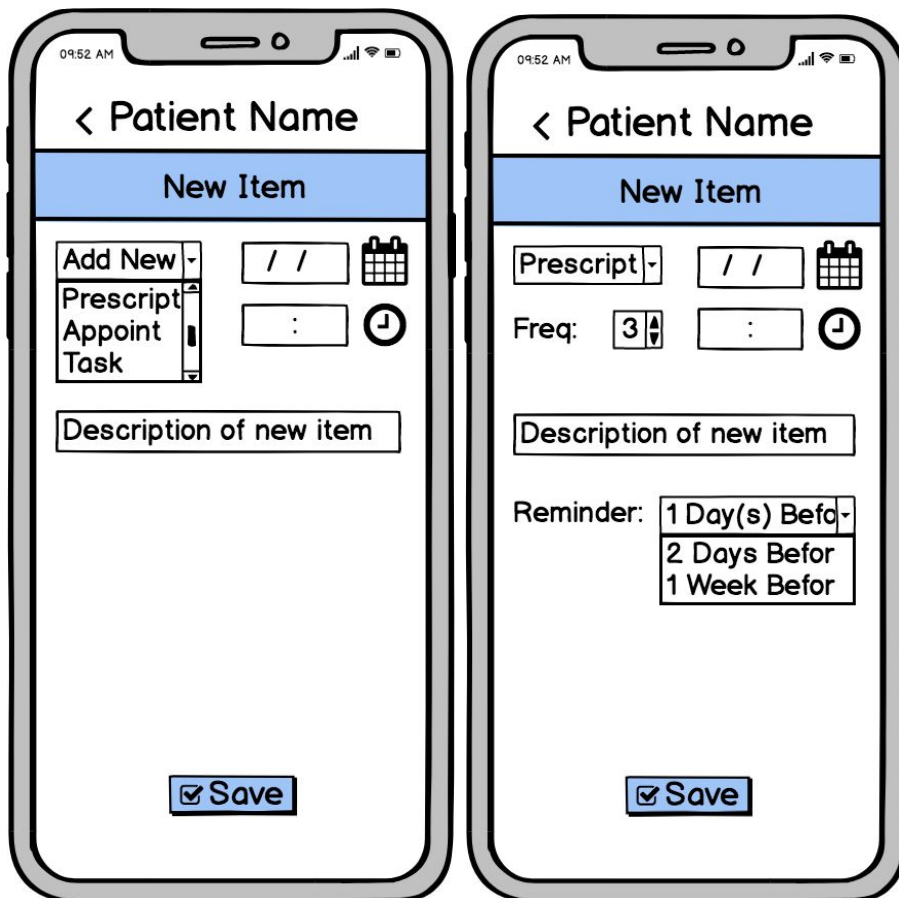 09:52 AM
Patient Name
New Item
Add New
/ /
Prescript
Appoint
Task
:
Description of new item
Save
09:52 AM
Patient Name
New Item
Prescript
/ /
Freq: 3
:
Description of new item
Reminder: 1 Day(s) Befo
2 Days Befor
1 Week Befor
Save